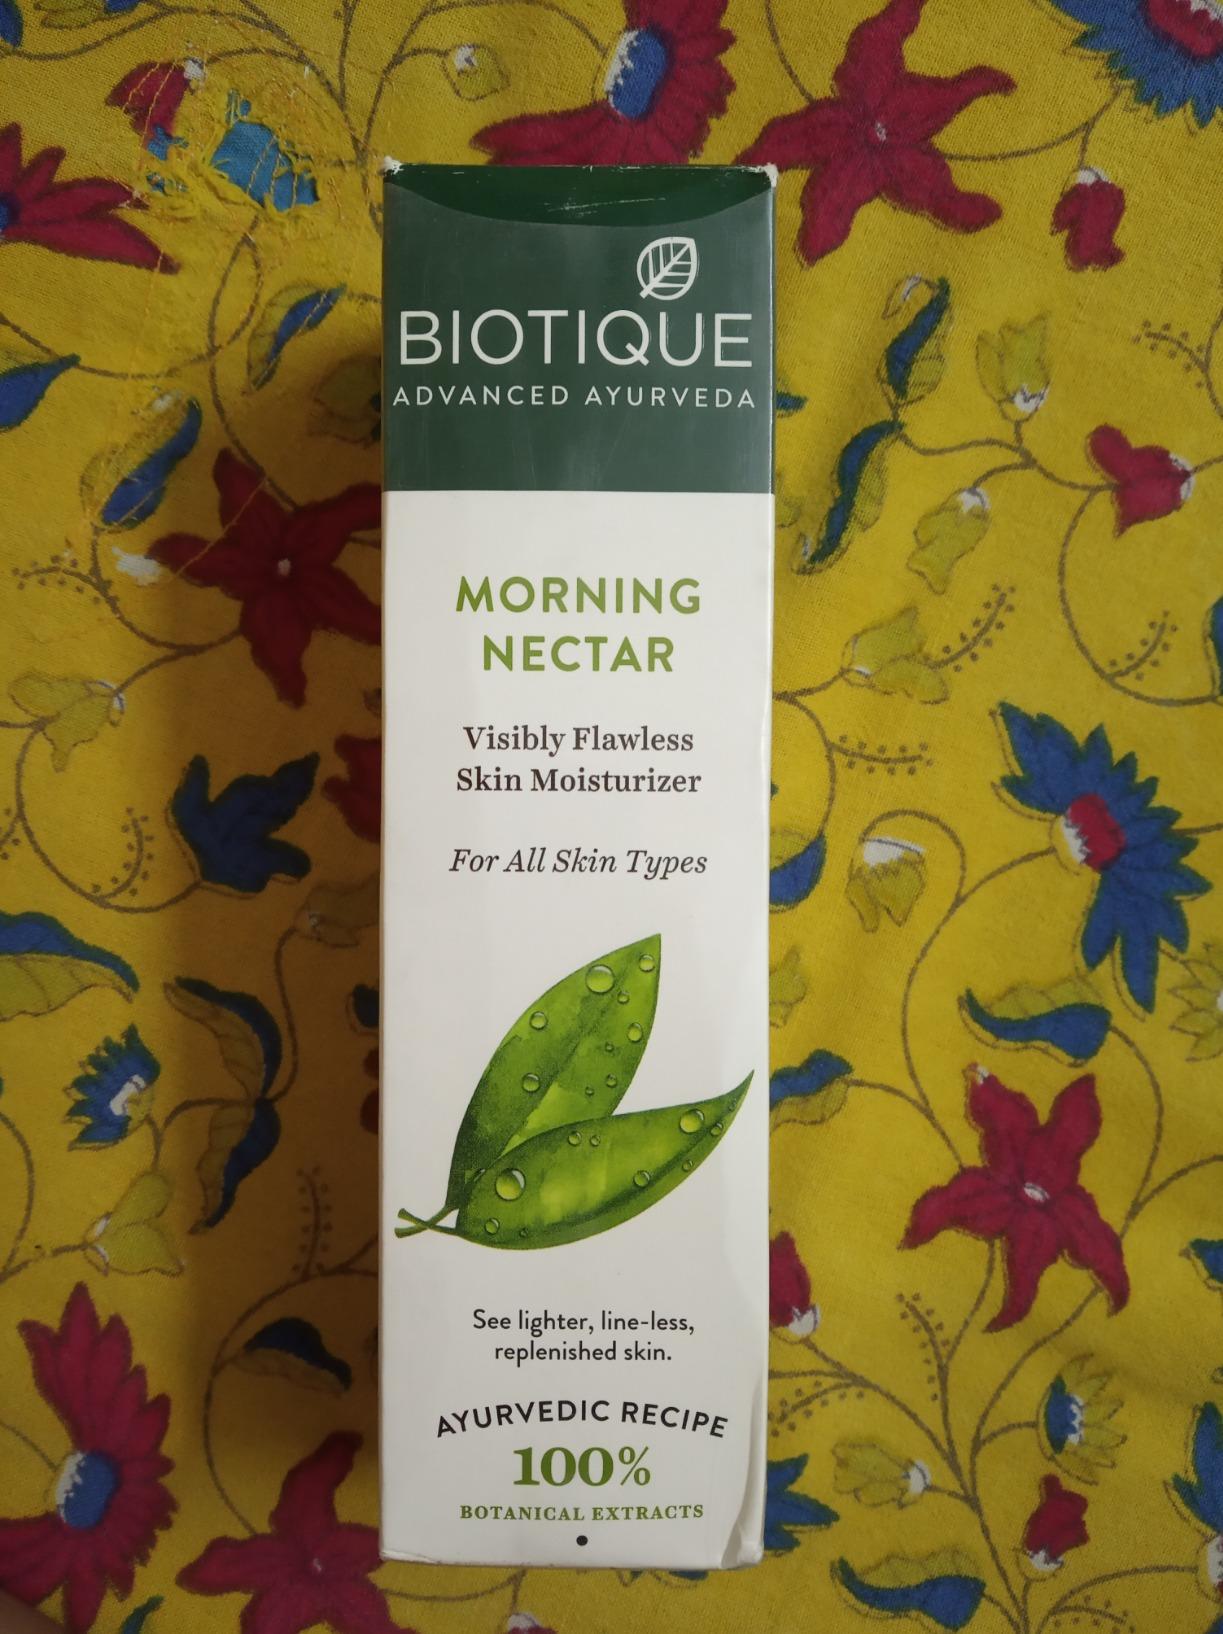 BIOTIQUE
ADVANCED AYURVEDA
MORNING
NECTAR
Visibly Flawless
Skin Moisturizer
For All Skin Types
See lighter, line-less,
replenished skin.
AYURVEDIC RECIPE
100%
BOTANICAL EXTRACTS